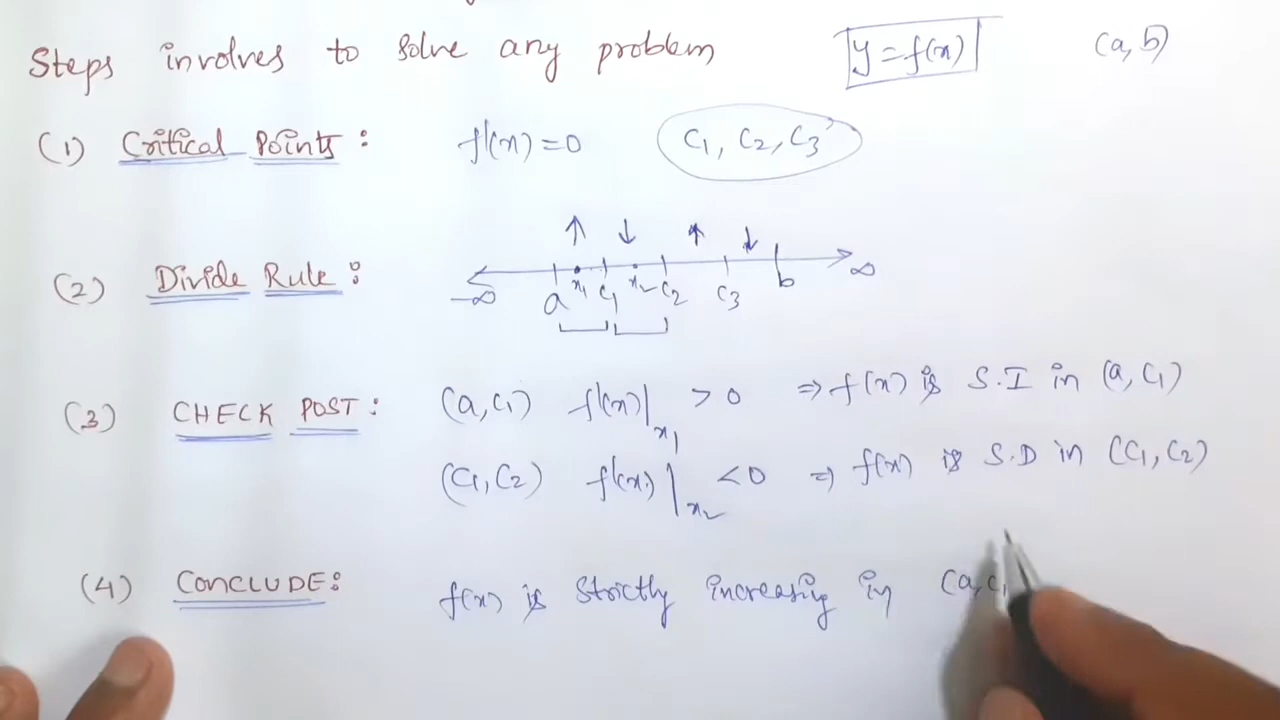 Steps involves to solve any problem y = f(x) (a, b)
(1) Critical Points : f'(x) = 0 C1, C2, C3
↑ ↓ ↑ ↓
(2) Divide Rule : -∞ a x1 C1 x2 C2 C3 b ∞
(3) CHECK POST : (a, C1) f'(x)|x1 > 0 ⇒ f(x) is S.I in (a, C1)
(C1, C2) f'(x)|x2 < 0 ⇒ f(x) is S.D in (C1, C2)
(4) CONCLUDE : f(x) is strictly increasing in (a, C1